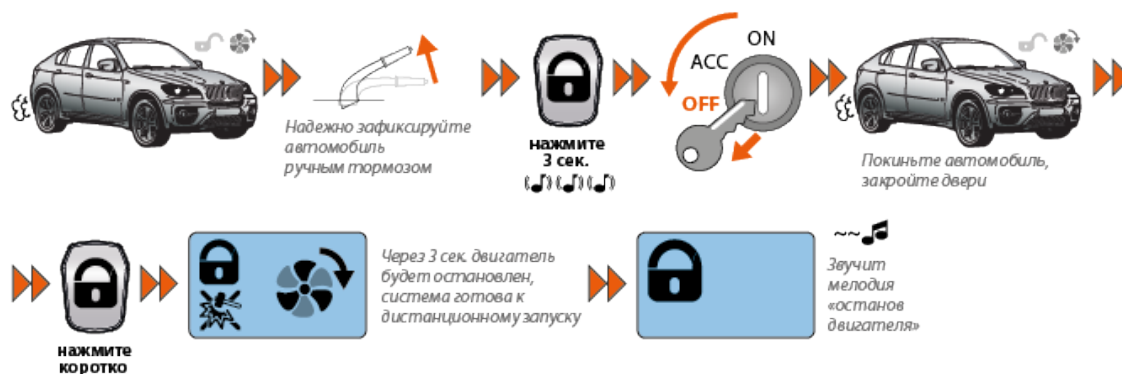 ON
ACC
OFF
Надежно зафиксируйте
автомобиль
ручным тормозом
нажмите
3 сек.
Покиньте автомобиль,
закройте двери
нажмите
коротко
Через 3 сек. двигатель
будет остановлен,
система готова к
дистанционному запуску
Звучит
мелодия
«останов
двигателя»